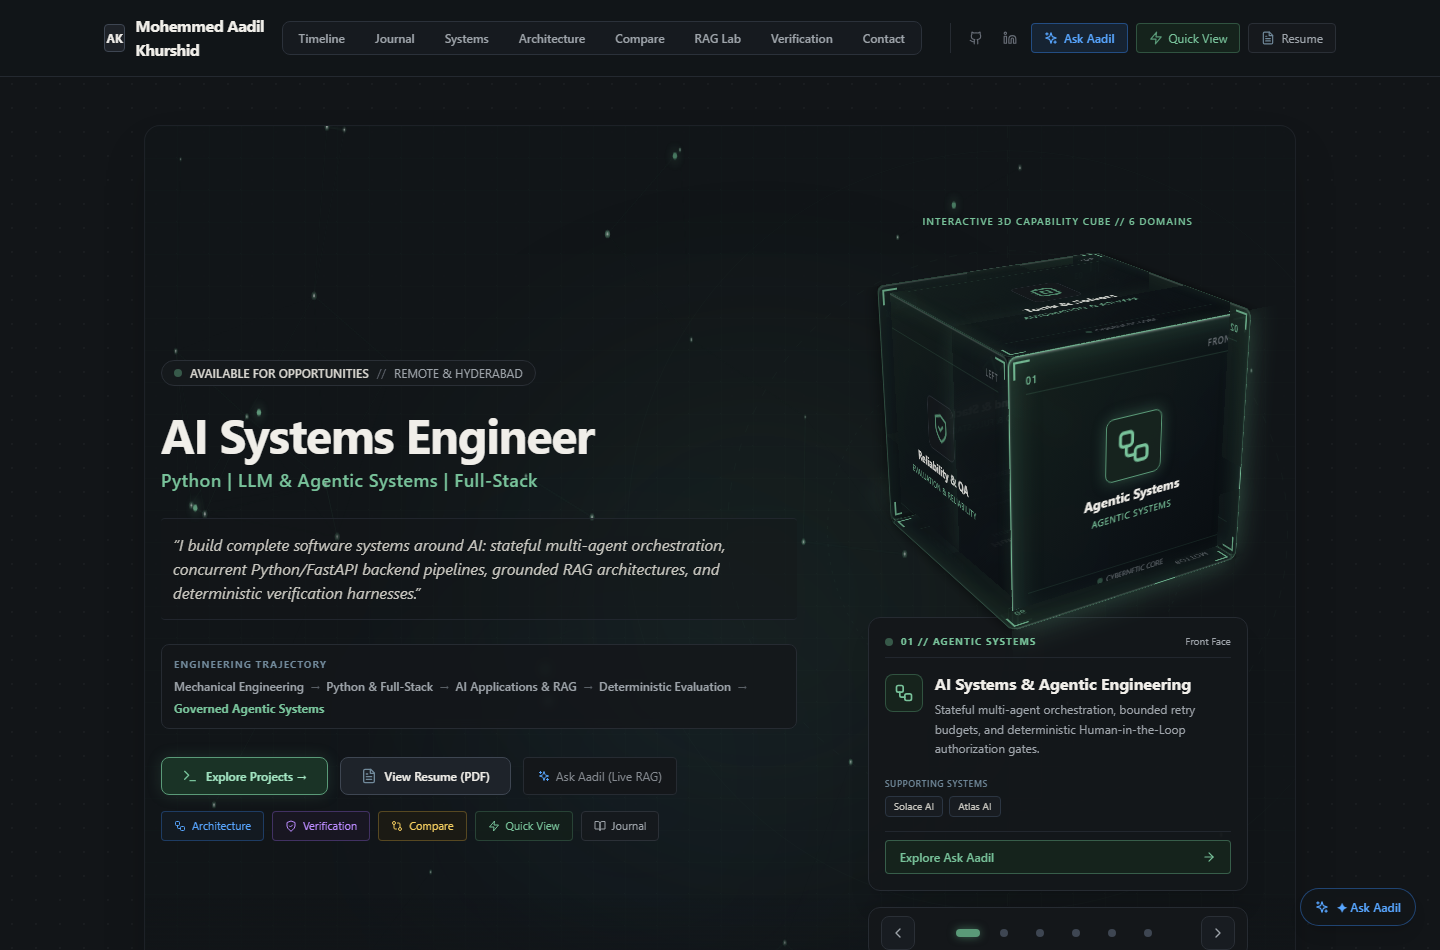 AK
Mohemmed Aadil
Khurshid
Timeline
Journal
Systems
Architecture
Compare
RAG Lab
Verification
Contact
Ask Aadil
Quick View
Resume
INTERACTIVE 3D CAPABILITY CUBE // 6 DOMAINS
AVAILABLE FOR OPPORTUNITIES // REMOTE & HYDERABAD
AI Systems Engineer
Python | LLM & Agentic Systems | Full-Stack
“I build complete software systems around AI: stateful multi-agent orchestration,
concurrent Python/FastAPI backend pipelines, grounded RAG architectures, and
deterministic verification harnesses.”
ENGINEERING TRAJECTORY
Mechanical Engineering → Python & Full-Stack → AI Applications & RAG → Deterministic Evaluation →
Governed Agentic Systems
Explore Projects →
View Resume (PDF)
Ask Aadil (Live RAG)
Architecture
Verification
Compare
Quick View
Journal
LEFT
Reliability & QA
EVALUATION & RELIABILITY
01
Agentic Systems
AGENTIC SYSTEMS
CYBERNETIC CORE
01 // AGENTIC SYSTEMS
Front Face
AI Systems & Agentic Engineering
Stateful multi-agent orchestration, bounded retry
budgets, and deterministic Human-in-the-Loop
authorization gates.
SUPPORTING SYSTEMS
Solace AI
Atlas AI
Explore Ask Aadil
✦ Ask Aadil